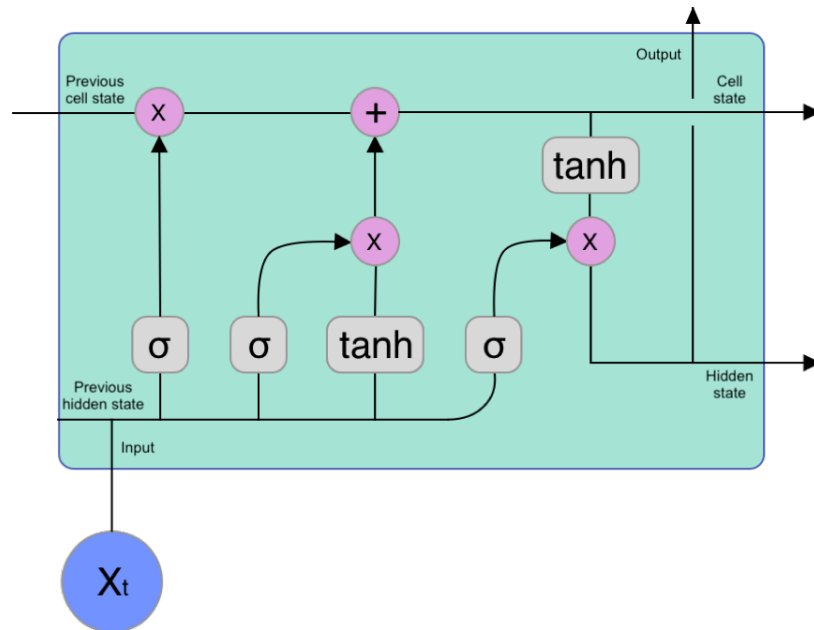 Output
Previous
cell state
Cell
state
x
+
tanh
x
x
σ
σ
tanh
σ
Previous
hidden state
Hidden
state
Input
Xt